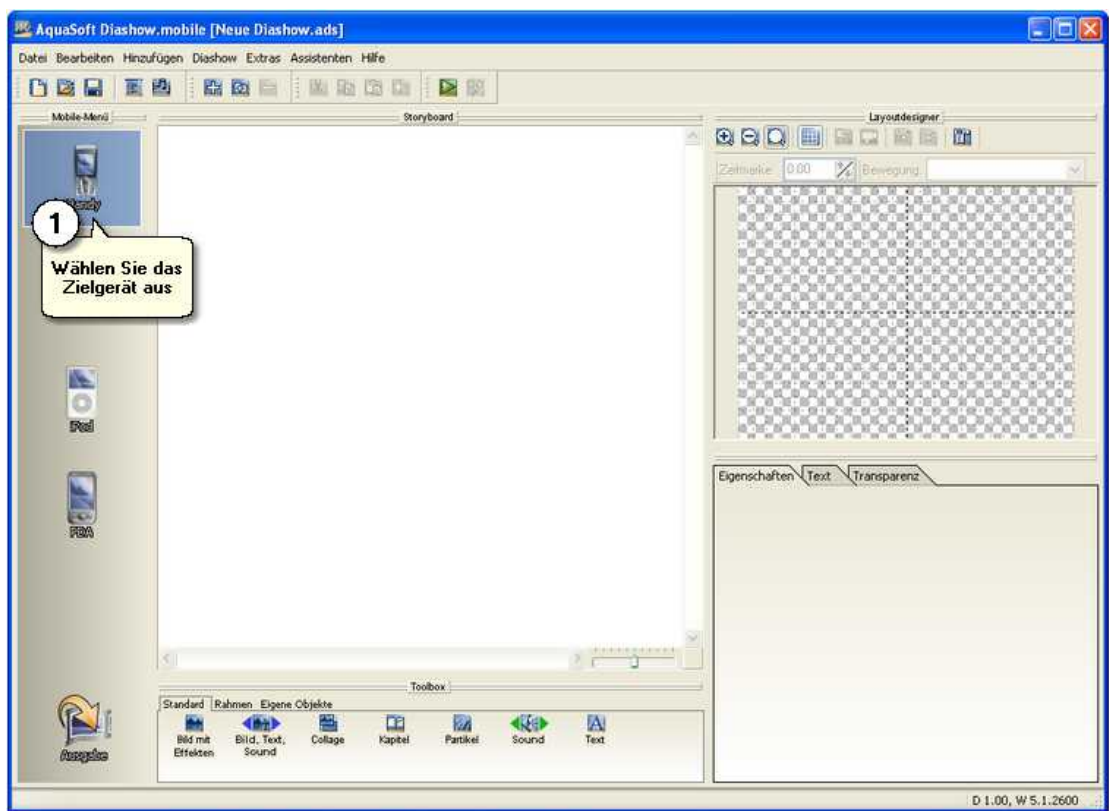 AquaSoft Diashow.mobile [Neue Diashow.ads]
Datei Bearbeiten Hinzufügen Diashow Extras Assistenten Hilfe
Mobile-Menü
Storyboard
Layoutdesigner
Zeitmarke: 0.00 Bewegung:
Handy
1
Wählen Sie das
Zielgerät aus
iPod
PDA
Ausgabe
Eigenschaften Text Transparenz
Toolbox
Standard Rahmen Eigene Objekte
Bild mit
Effekten
Bild, Text,
Sound
Collage
Kapitel
Partikel
Sound
Text
D 1.00, W 5.1.2600